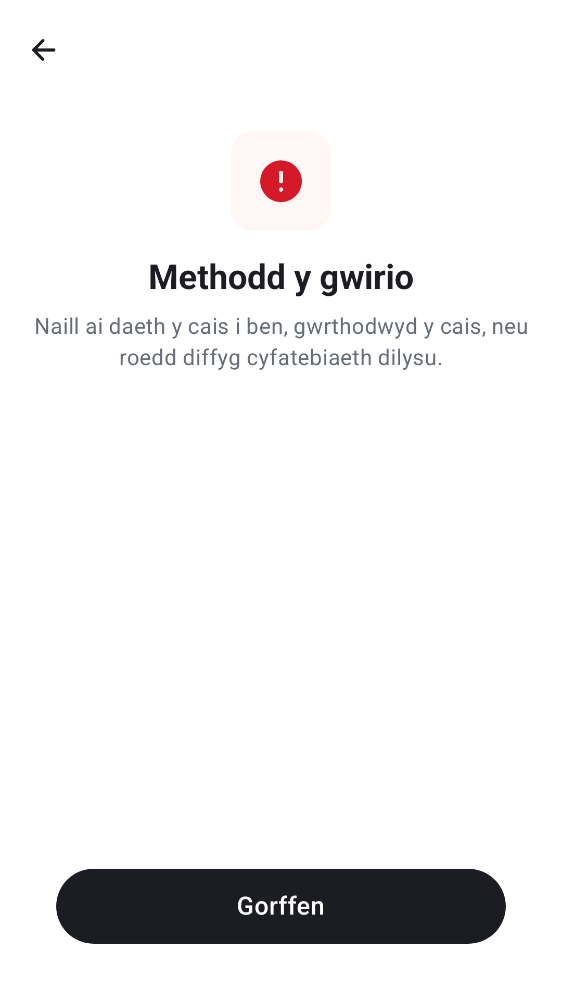 Methodd y gwirio
Naill ai daeth y cais i ben, gwrthodwyd y cais, neu
roedd diffyg cyfatebiaeth dilysu.
Gorffen